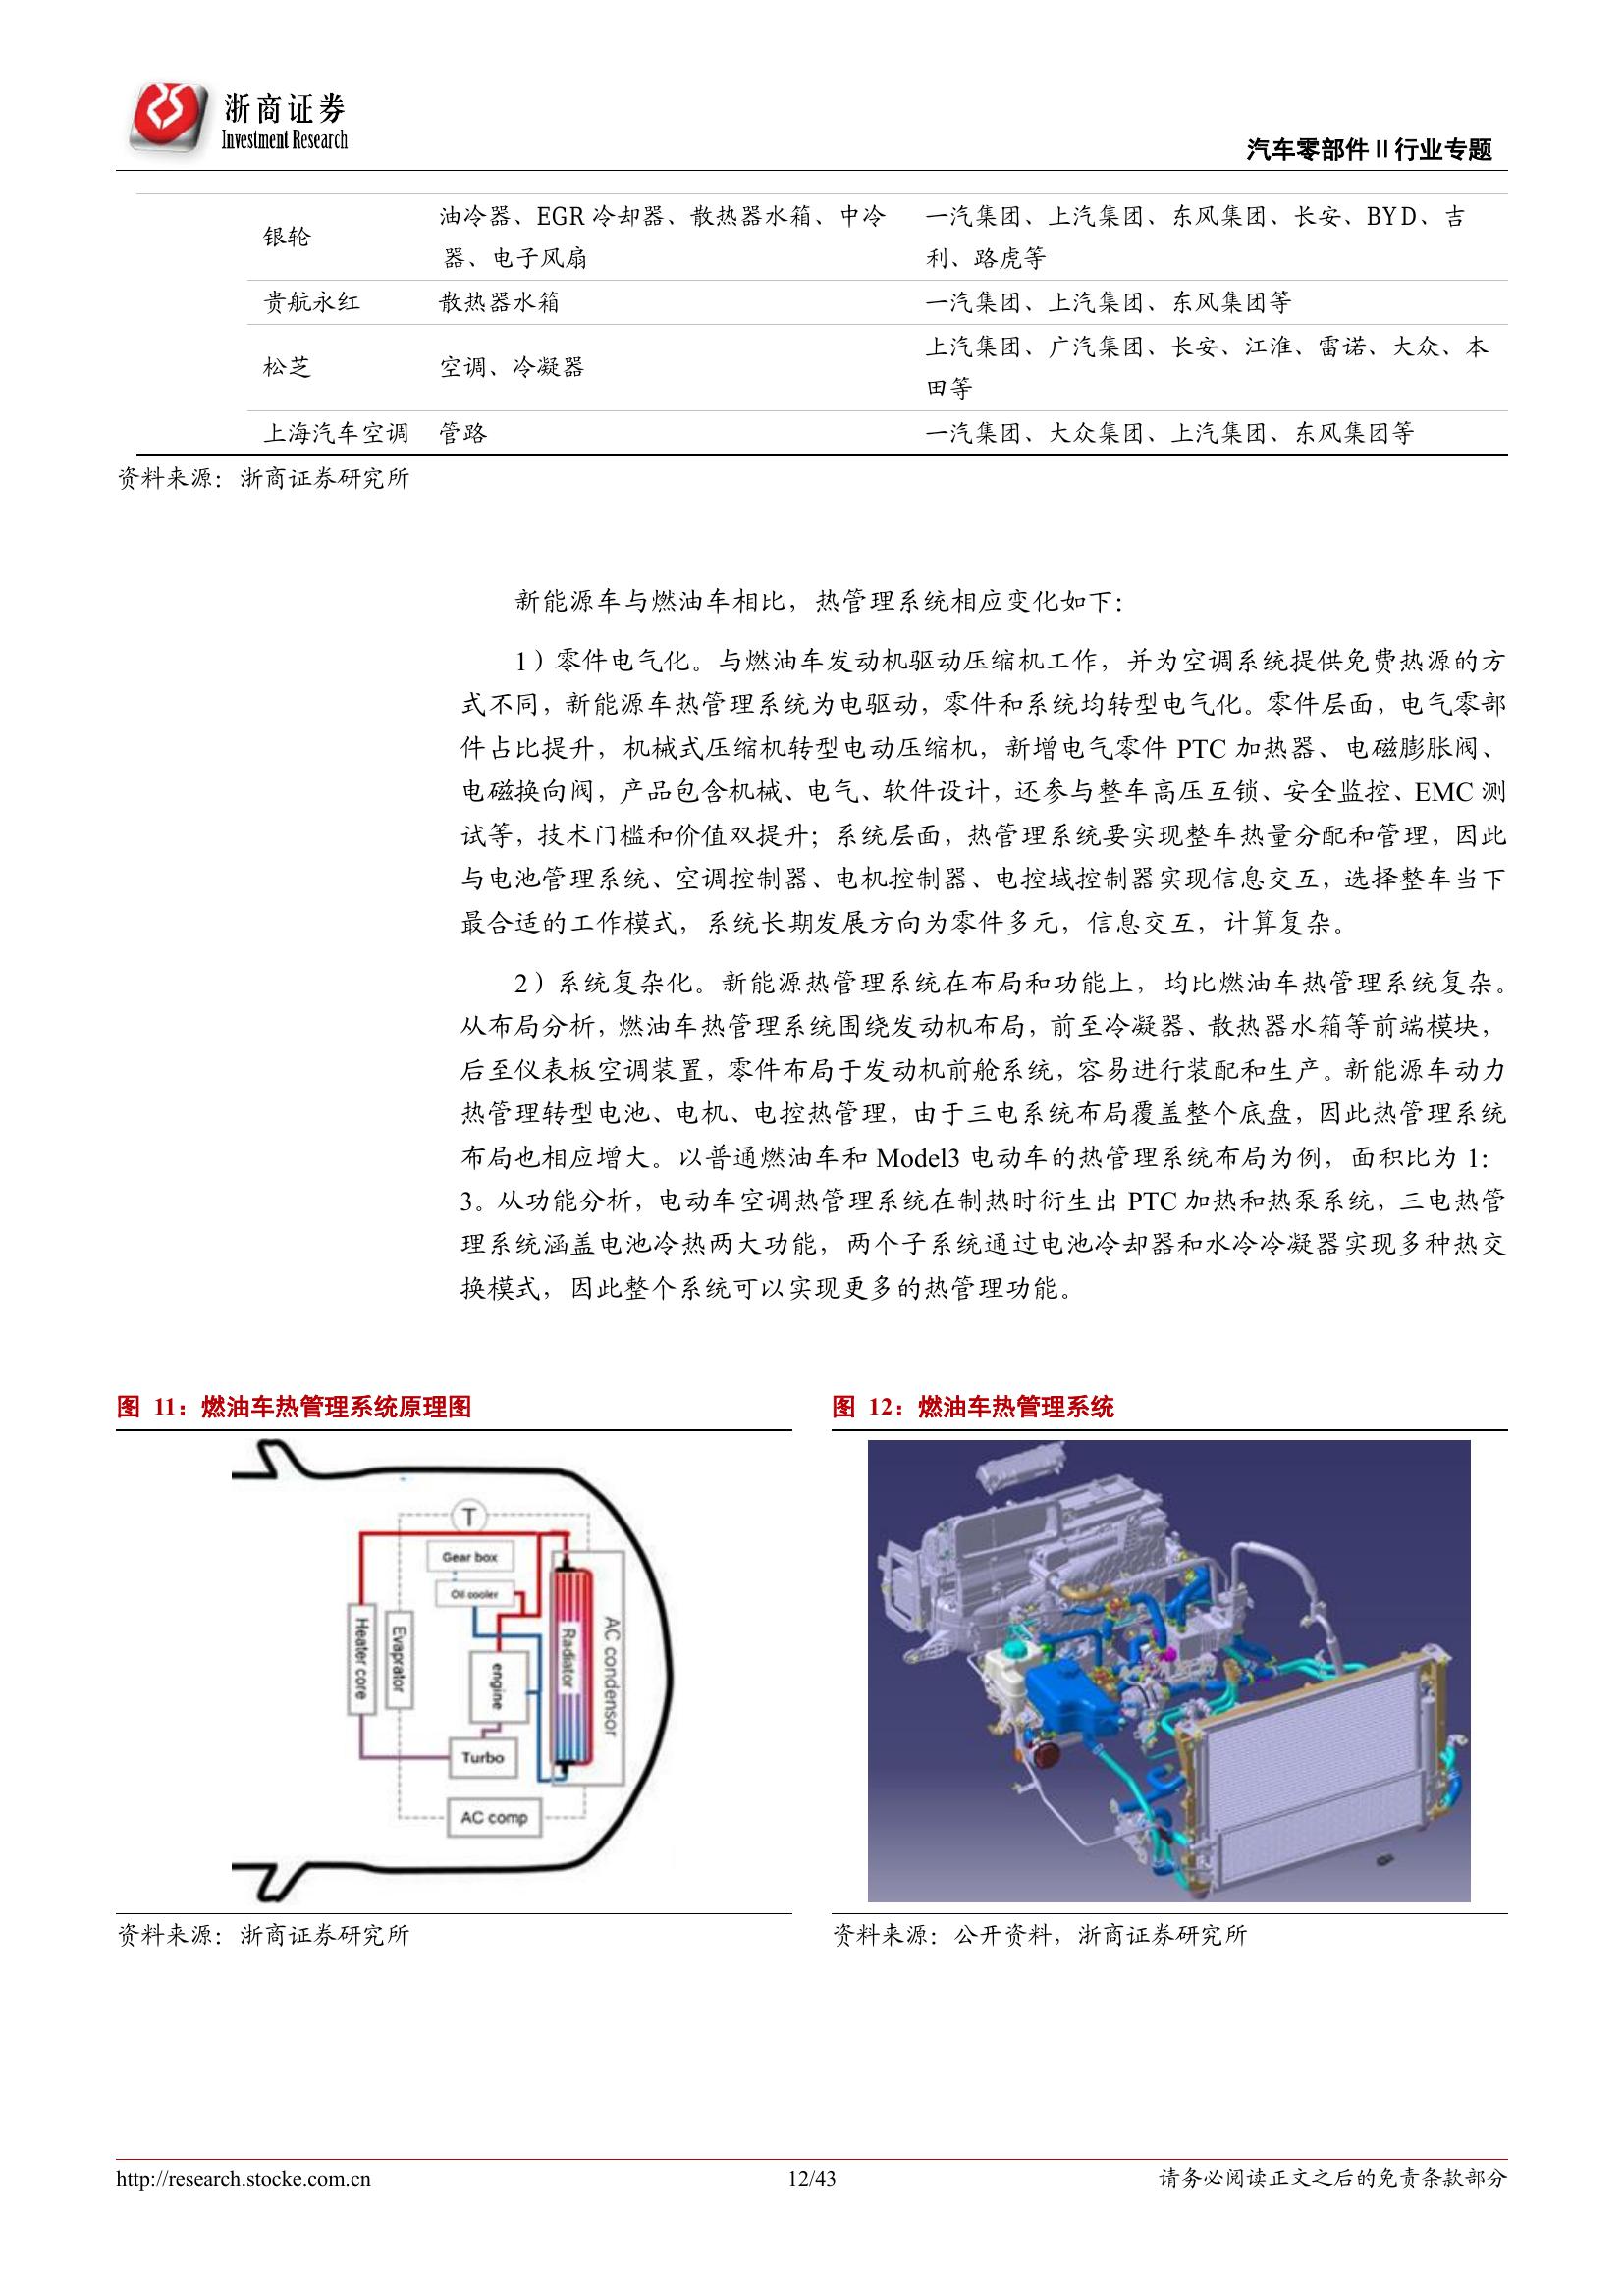 浙商证券
Investment Research
汽车零部件Ⅱ行业专题
银轮
油冷器、EGR 冷却器、散热器水箱、中冷
器、电子风扇
一汽集团、上汽集团、东风集团、长安、BYD、吉
利、路虎等
贵航永红
散热器水箱
一汽集团、上汽集团、东风集团等
松芝
空调、冷凝器
上汽集团、广汽集团、长安、江淮、雷诺、大众、本
田等
上海汽车空调
管路
一汽集团、大众集团、上汽集团、东风集团等
资料来源：浙商证券研究所
新能源车与燃油车相比，热管理系统相应变化如下：
1）零件电气化。与燃油车发动机驱动压缩机工作，并为空调系统提供免费热源的方
式不同，新能源车热管理系统为电驱动，零件和系统均转型电气化。零件层面，电气零部
件占比提升，机械式压缩机转型电动压缩机，新增电气零件 PTC 加热器、电磁膨胀阀、
电磁换向阀，产品包含机械、电气、软件设计，还参与整车高压互锁、安全监控、EMC 测
试等，技术门槛和价值双提升；系统层面，热管理系统要实现整车热量分配和管理，因此
与电池管理系统、空调控制器、电机控制器、电控域控制器实现信息交互，选择整车当下
最合适的工作模式，系统长期发展方向为零件多元，信息交互，计算复杂。
2）系统复杂化。新能源热管理系统在布局和功能上，均比燃油车热管理系统复杂。
从布局分析，燃油车热管理系统围绕发动机布局，前至冷凝器、散热器水箱等前端模块，
后至仪表板空调装置，零件布局于发动机前舱系统，容易进行装配和生产。新能源车动力
热管理转型电池、电机、电控热管理，由于三电系统布局覆盖整个底盘，因此热管理系统
布局也相应增大。以普通燃油车和 Model3 电动车的热管理系统布局为例，面积比为 1：
3。从功能分析，电动车空调热管理系统在制热时衍生出 PTC 加热和热泵系统，三电热管
理系统涵盖电池冷热两大功能，两个子系统通过电池冷却器和水冷冷凝器实现多种热交
换模式，因此整个系统可以实现更多的热管理功能。
图 11：燃油车热管理系统原理图
T
Gear box
Oil cooler
Heater core
Evaprator
engine
Radiator
AC condensor
Turbo
AC comp
资料来源：浙商证券研究所
图 12：燃油车热管理系统
资料来源：公开资料，浙商证券研究所
http://research.stocke.com.cn
12/43
请务必阅读正文之后的免责条款部分